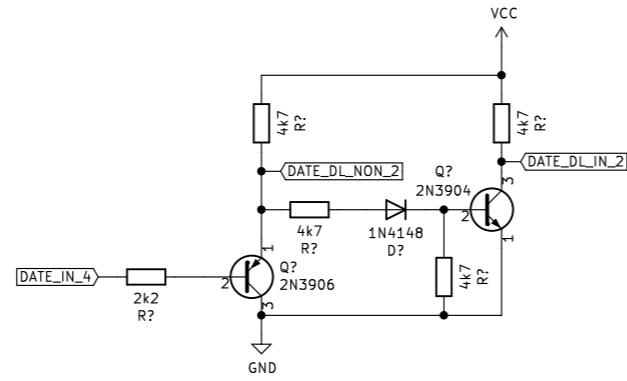 VCC
4k7
R?
4k7
R?
DATE_DL_NON_2
DATE_DL_IN_2
Q?
2N3904
3
2
1
4k7
R?
1N4148
D?
4k7
R?
DATE_IN_4
2k2
R?
1
2
3
Q?
2N3906
GND